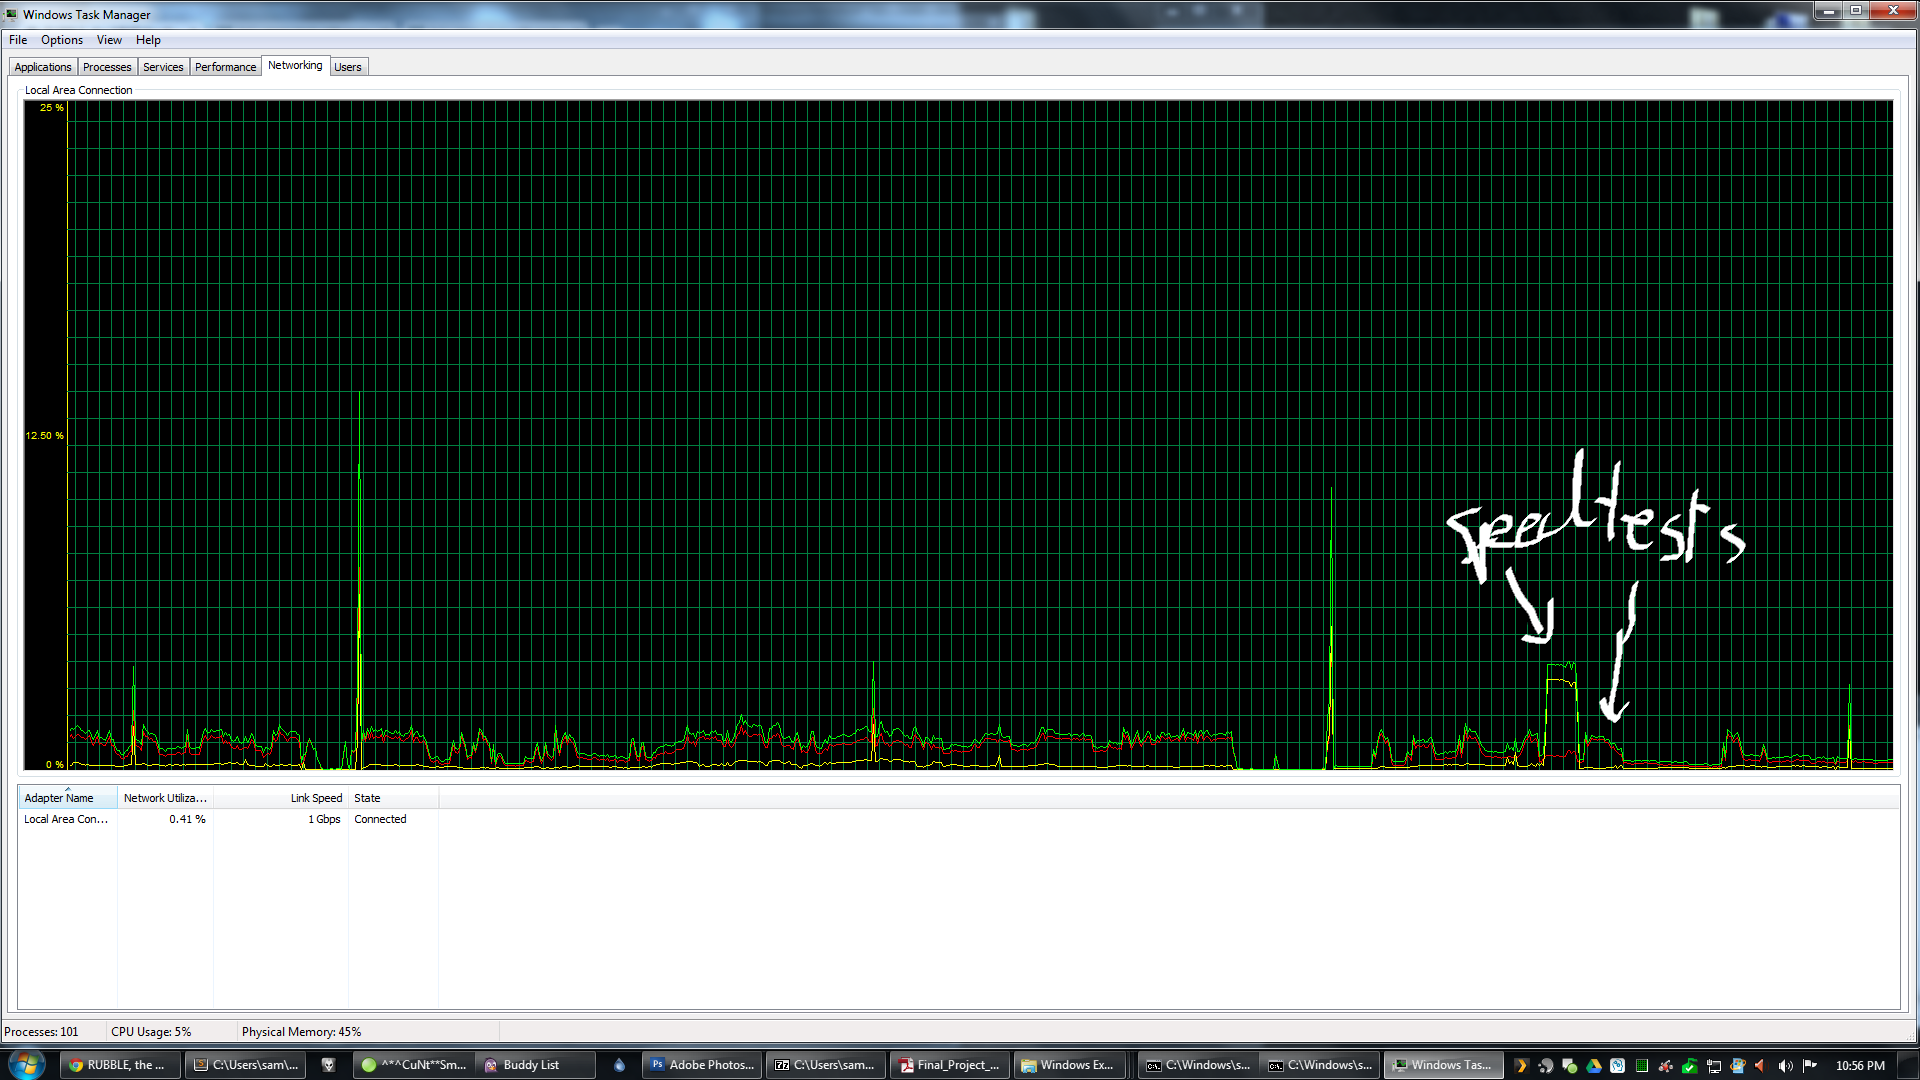 Windows Task Manager
File Options View Help
Applications Processes Services Performance Networking Users
Local Area Connection
25 %
12.50 %
0 %
speedtests
Adapter Name Network Utiliza... Link Speed State
Local Area Con... 0.41 % 1 Gbps Connected
Processes: 101 CPU Usage: 5% Physical Memory: 45%
RUBBLE, the ... C:\Users\sam\... ^*^CuNt**Sm... Buddy List Ps Adobe Photos... 7z C:\Users\sam... Final_Project_... Windows Ex... C:\Windows\s... C:\Windows\s... Windows Tas... 10:56 PM